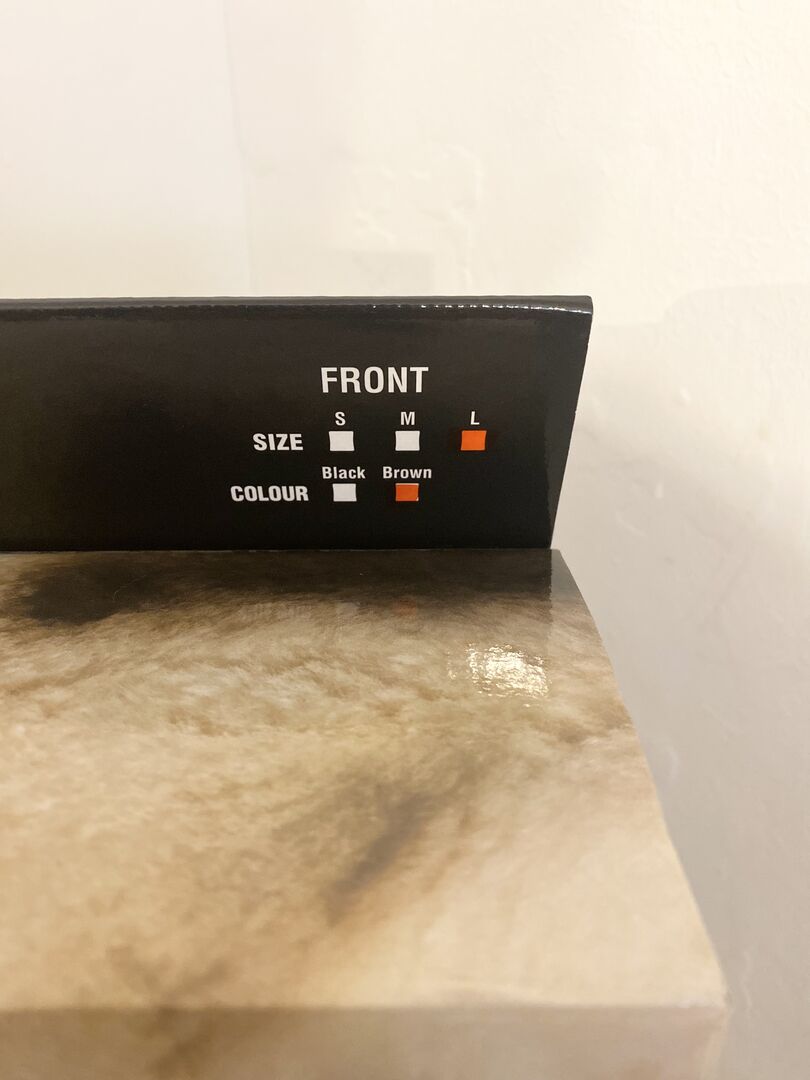 FRONT
S M L
SIZE
Black Brown
COLOUR